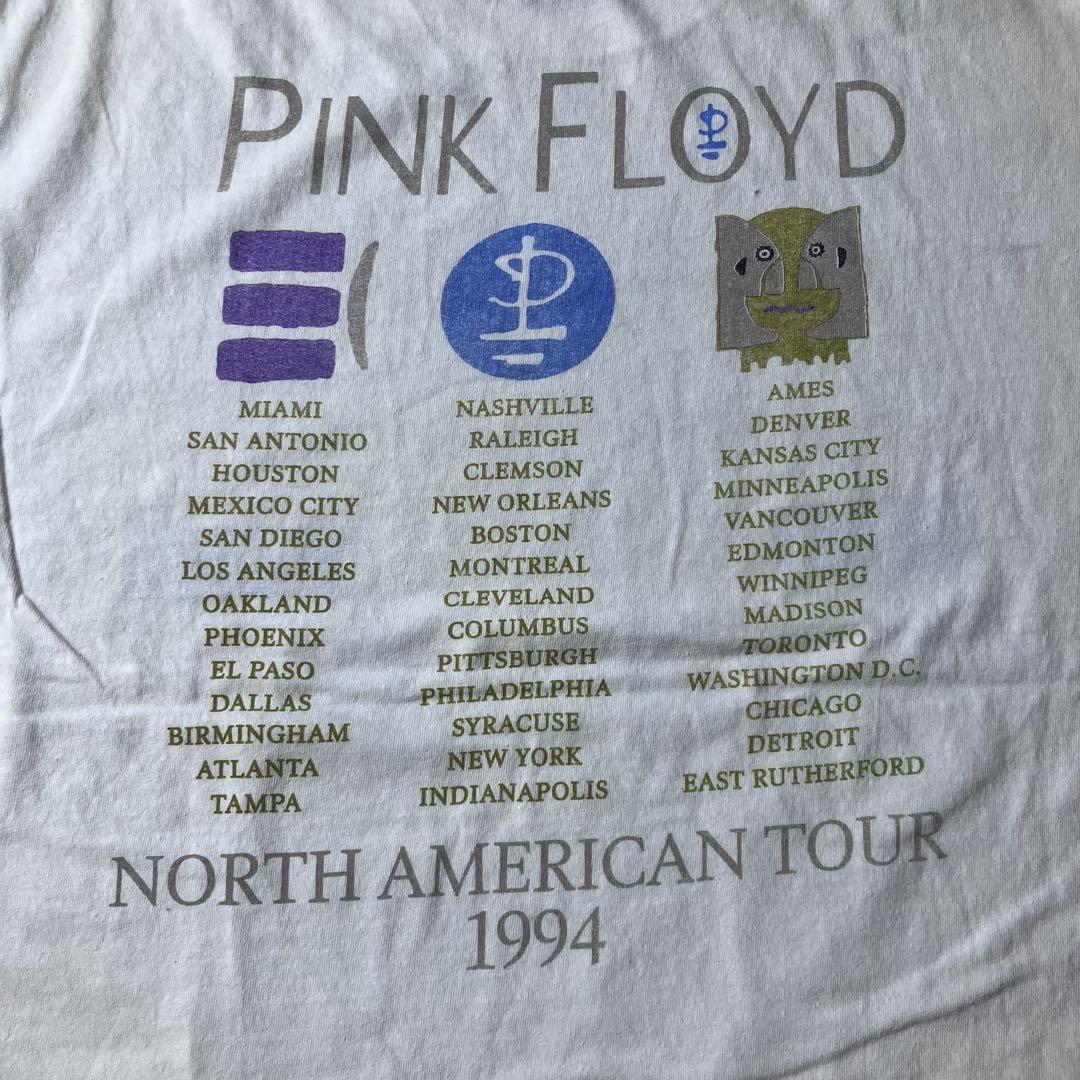 PINK FLOYD
MIAMI
SAN ANTONIO
HOUSTON
MEXICO CITY
SAN DIEGO
LOS ANGELES
OAKLAND
PHOENIX
EL PASO
DALLAS
BIRMINGHAM
ATLANTA
TAMPA
NASHVILLE
RALEIGH
CLEMSON
NEW ORLEANS
BOSTON
MONTREAL
CLEVELAND
COLUMBUS
PITTSBURGH
PHILADELPHIA
SYRACUSE
NEW YORK
INDIANAPOLIS
AMES
DENVER
KANSAS CITY
MINNEAPOLIS
VANCOUVER
EDMONTON
WINNIPEG
MADISON
TORONTO
WASHINGTON D.C.
CHICAGO
DETROIT
EAST RUTHERFORD
NORTH AMERICAN TOUR
1994